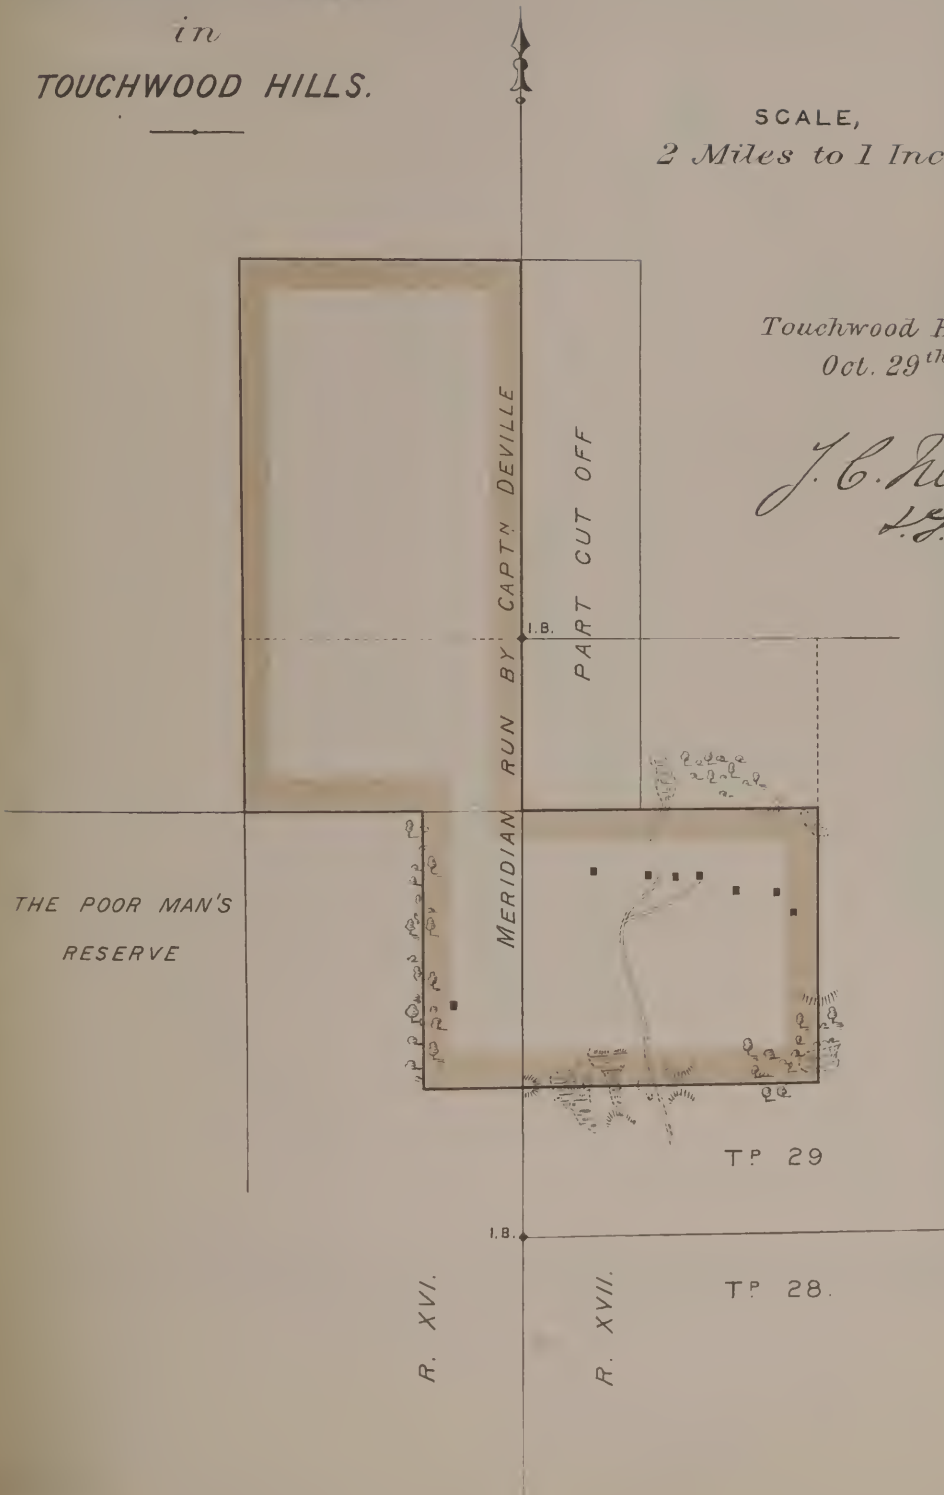 in
TOUCHWOOD HILLS.
SCALE,
2 Miles to 1 Inc
Touchwood H
Oct. 29th
J. C. Ne
MERIDIAN RUN BY CAPTN DEVILLE
PART CUT OFF
I.B.
THE POOR MAN'S
RESERVE
TP 29
I.B.
TP 28.
R. XVI.
R. XVII.